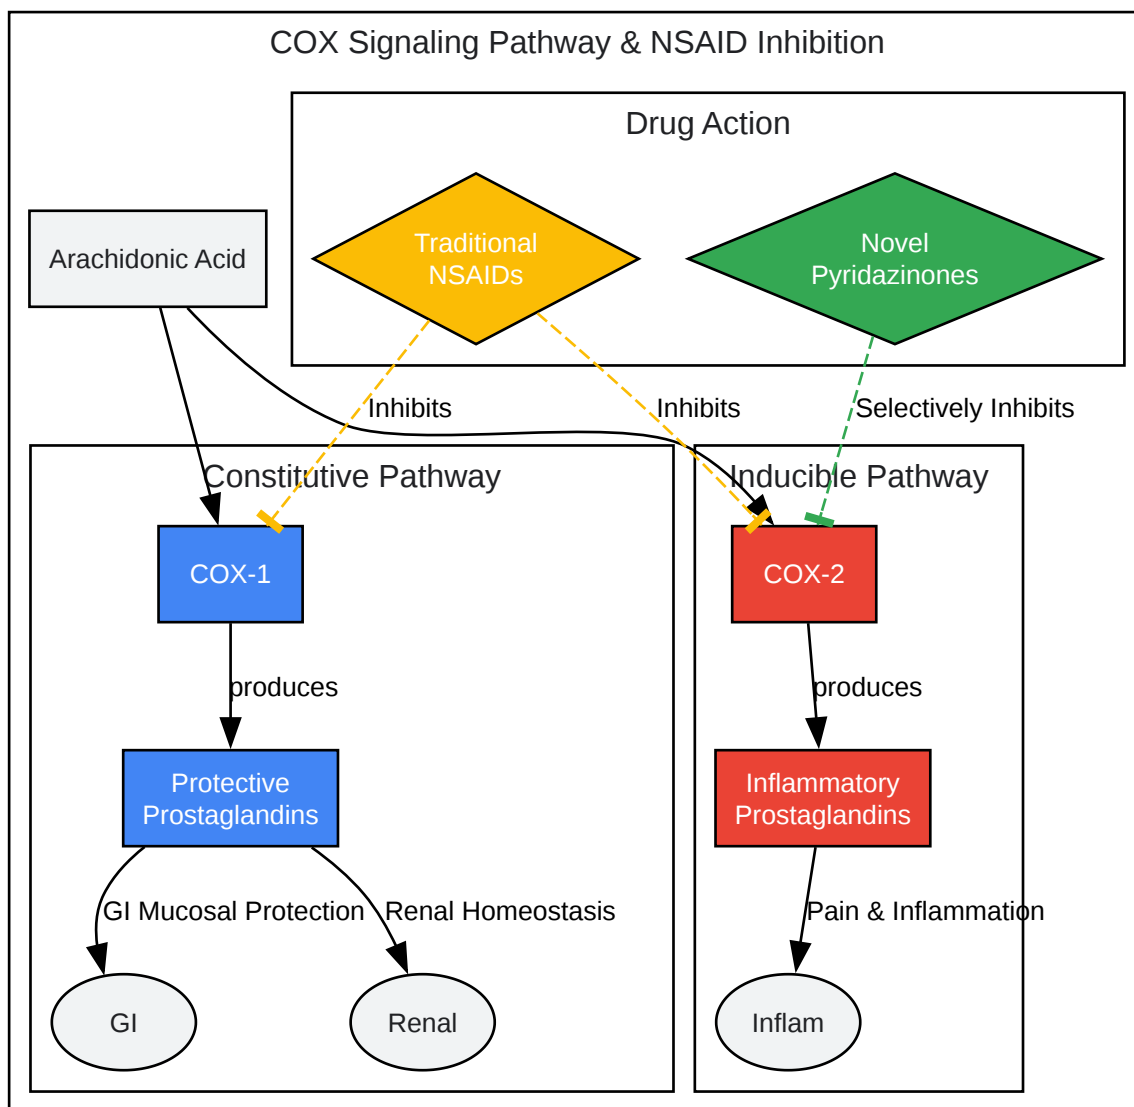 COX Signaling Pathway & NSAID Inhibition
Drug Action
Arachidonic Acid
Traditional
NSAIDs
Novel
Pyridazinones
Inhibits
Inhibits
Selectively Inhibits
Constitutive Pathway
Inducible Pathway
COX-1
COX-2
produces
produces
Protective
Prostaglandins
Inflammatory
Prostaglandins
GI Mucosal Protection
Renal Homeostasis
Pain & Inflammation
GI
Renal
Inflam